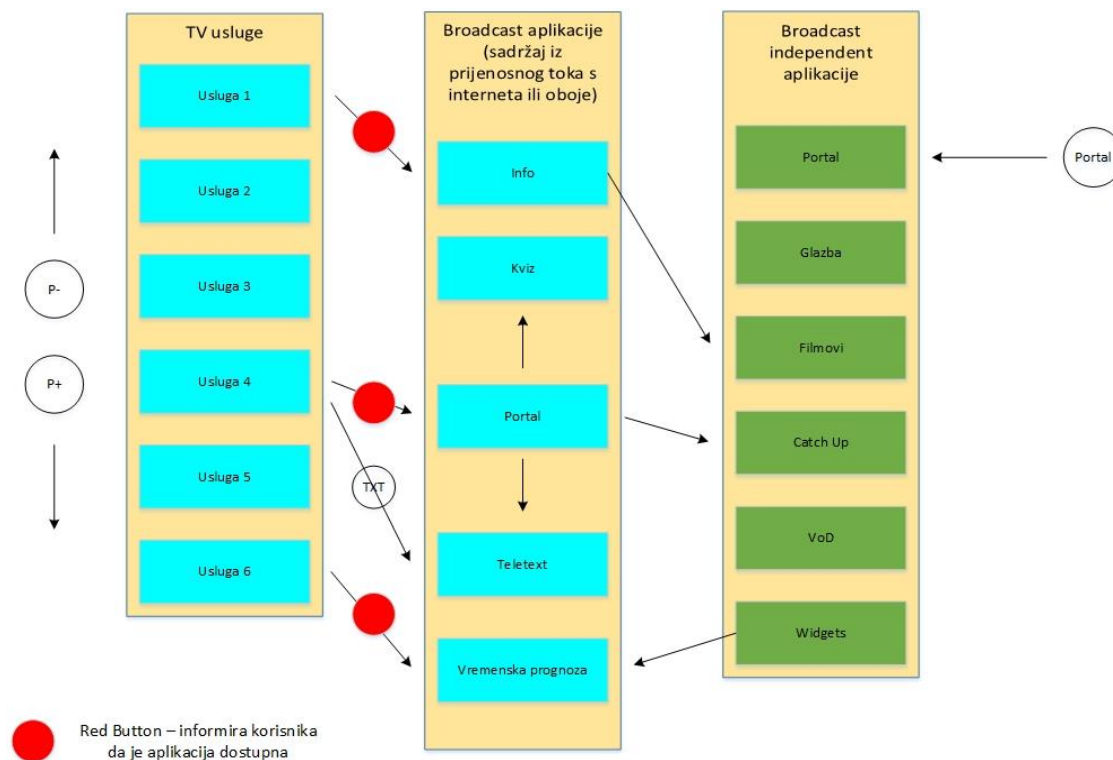 TV usluge
Usluga 1
Usluga 2
Usluga 3
Usluga 4
Usluga 5
Usluga 6
P-
P+
TXT
Broadcast aplikacije
(sadržaj iz
prijenosnog toka s
interneta ili oboje)
Info
Kviz
Portal
Teletext
Vremenska prognoza
Broadcast
independent
aplikacije
Portal
Glazba
Filmovi
Catch Up
VoD
Widgets
Portal
Red Button – informira korisnika
da je aplikacija dostupna